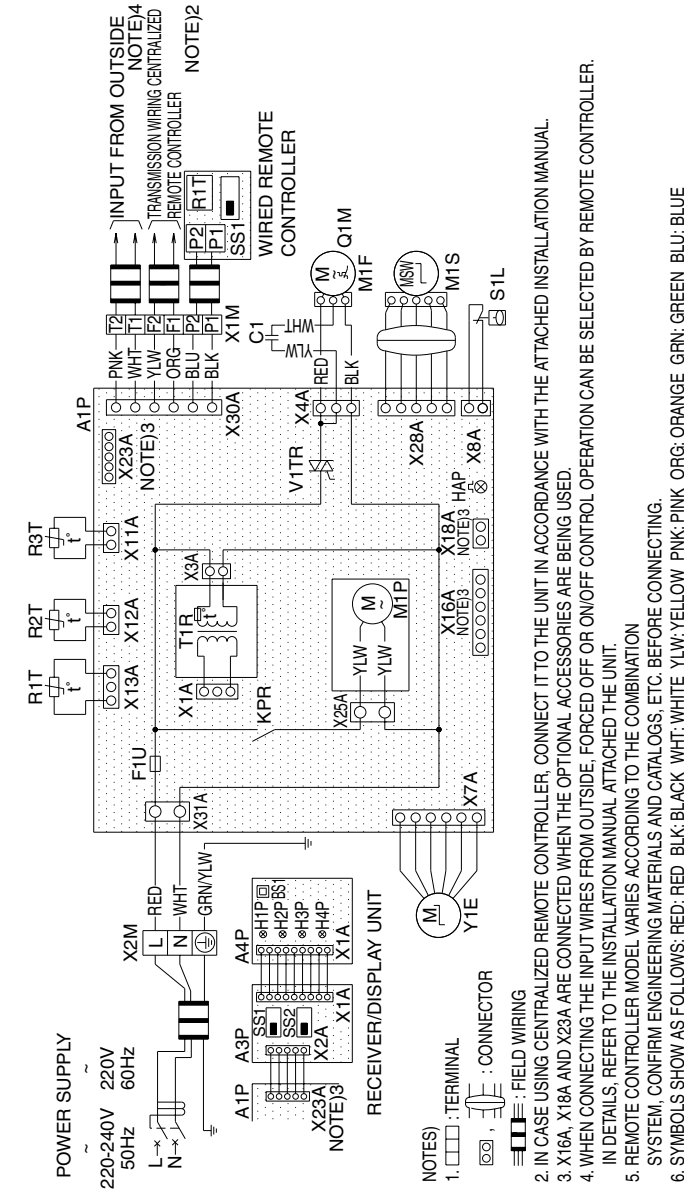 POWER SUPPLY
~ ~
220-240V 220V
50Hz 60Hz
L
N
X2M
L
N
RED
WHT
GRN/YLW
X31A
F1U
R1T
t°
X13A
R2T
t°
X12A
R3T
t°
X11A
A1P
X23A
NOTE)3
X1A
T1R
t°
X3A
KPR
X25A
YLW
YLW
M
~
M1P
V1TR
X16A
NOTE)3
X18A
NOTE)3
HAP
X7A
M
Y1E
X30A
PNK
WHT
YLW
ORG
BLU
BLK
T2
T1
F2
F1
P2
P1
X1M
INPUT FROM OUTSIDE
NOTE)4
TRANSMISSION WIRING CENTRALIZED
REMOTE CONTROLLER
NOTE)2
P2
P1
R1T
SS1
WIRED REMOTE
CONTROLLER
X4A
RED
YLW
WHT
BLK
C1
M
~
Q1M
M1F
X28A
MSW
M1S
X8A
S1L
A1P
X23A
NOTE)3
A3P
SS1
SS2
X2A
X1A
A4P
H1P
H2P
H3P
H4P
BS1
X1A
RECEIVER/DISPLAY UNIT
NOTES)
1. : TERMINAL
, : CONNECTOR
: FIELD WIRING
2. IN CASE USING CENTRALIZED REMOTE CONTROLLER, CONNECT IT TO THE UNIT IN ACCORDANCE WITH THE ATTACHED INSTALLATION MANUAL.
3. X16A, X18A AND X23A ARE CONNECTED WHEN THE OPTIONAL ACCESSORIES ARE BEING USED.
4. WHEN CONNECTING THE INPUT WIRES FROM OUTSIDE, FORCED OFF OR ON/OFF CONTROL OPERATION CAN BE SELECTED BY REMOTE CONTROLLER.
IN DETAILS, REFER TO THE INSTALLATION MANUAL ATTACHED THE UNIT.
5. REMOTE CONTROLLER MODEL VARIES ACCORDING TO THE COMBINATION
SYSTEM, CONFIRM ENGINEERING MATERIALS AND CATALOGS, ETC. BEFORE CONNECTING.
6. SYMBOLS SHOW AS FOLLOWS: RED: RED BLK: BLACK WHT: WHITE YLW: YELLOW PNK: PINK ORG: ORANGE GRN: GREEN BLU: BLUE